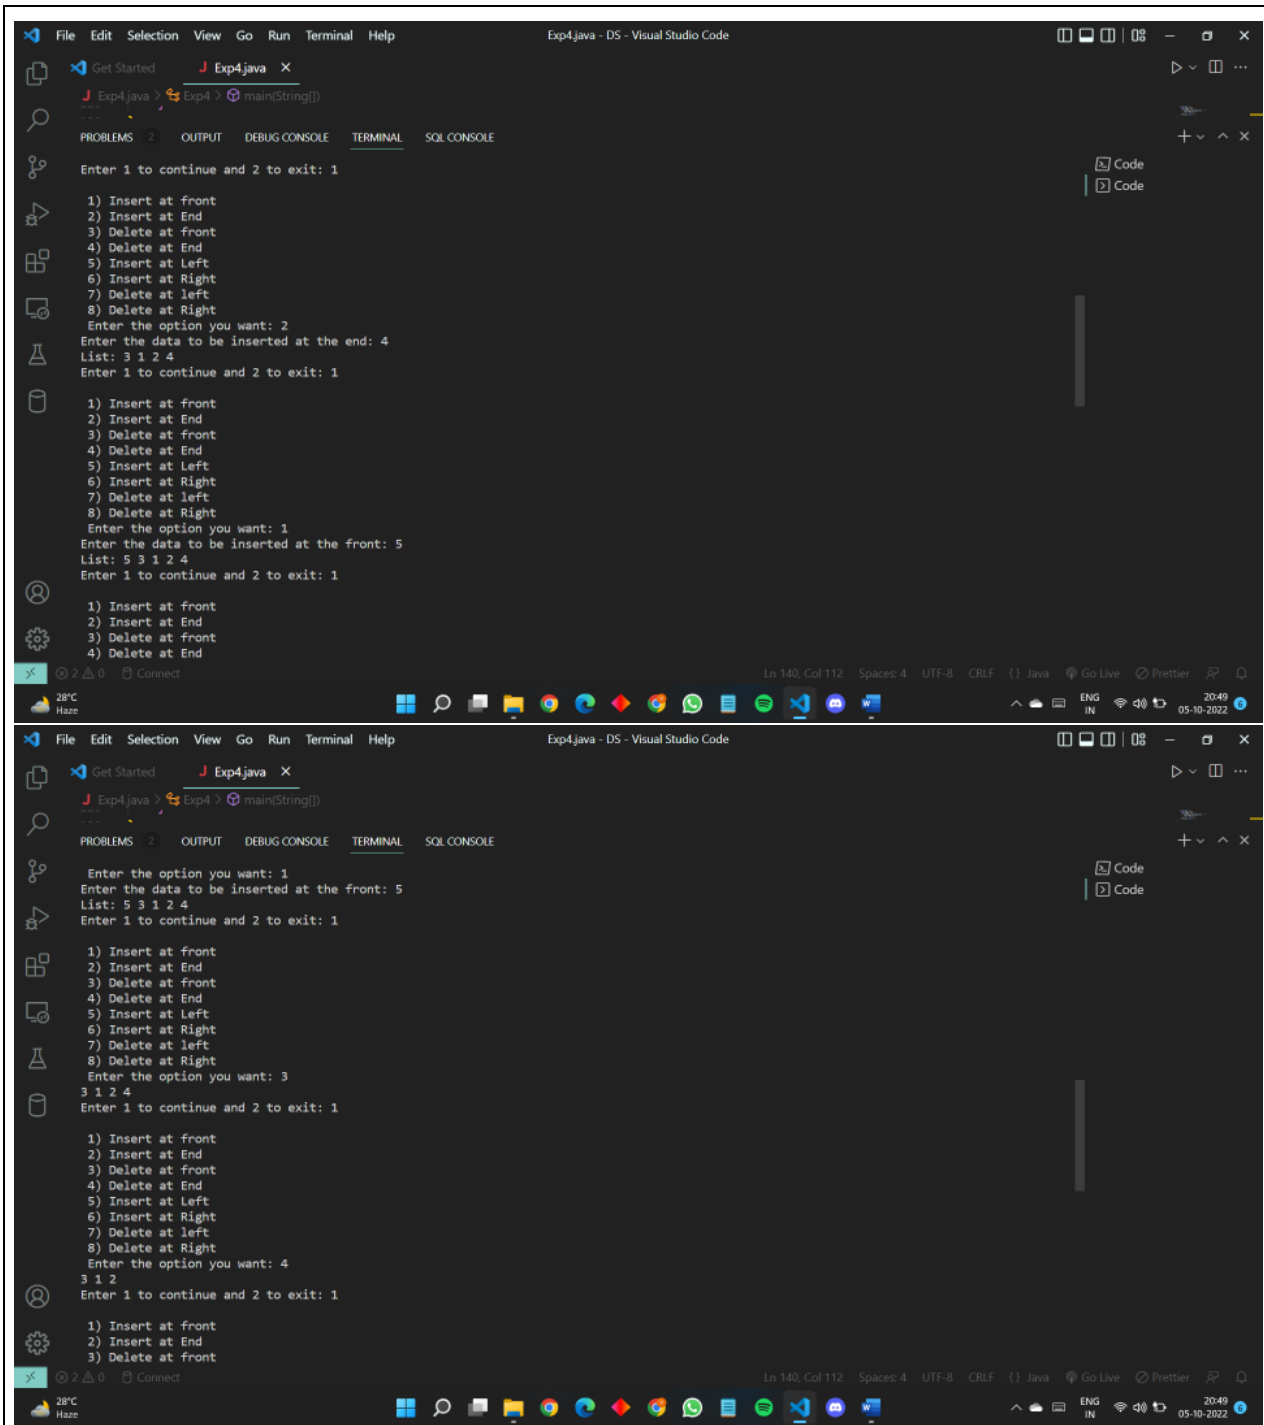 File Edit Selection View Go Run Terminal Help Exp4.java - DS - Visual Studio Code
Get Started J Exp4.java
J Exp4.java > Exp4 > main(String[])
PROBLEMS 2 OUTPUT DEBUG CONSOLE TERMINAL SQL CONSOLE
Code
Code
Enter 1 to continue and 2 to exit: 1
1) Insert at front
2) Insert at End
3) Delete at front
4) Delete at End
5) Insert at Left
6) Insert at Right
7) Delete at left
8) Delete at Right
Enter the option you want: 2
Enter the data to be inserted at the end: 4
List: 3 1 2 4
Enter 1 to continue and 2 to exit: 1
1) Insert at front
2) Insert at End
3) Delete at front
4) Delete at End
5) Insert at Left
6) Insert at Right
7) Delete at left
8) Delete at Right
Enter the option you want: 1
Enter the data to be inserted at the front: 5
List: 5 3 1 2 4
Enter 1 to continue and 2 to exit: 1
1) Insert at front
2) Insert at End
3) Delete at front
4) Delete at End
2 0 Connect Ln 140, Col 112 Spaces: 4 UTF-8 CRLF {} Java Go Live Prettier
28°C
Haze
ENG
IN
20:49
05-10-2022
6
File Edit Selection View Go Run Terminal Help Exp4.java - DS - Visual Studio Code
Get Started J Exp4.java
J Exp4.java > Exp4 > main(String[])
PROBLEMS 2 OUTPUT DEBUG CONSOLE TERMINAL SQL CONSOLE
Code
Code
Enter the option you want: 1
Enter the data to be inserted at the front: 5
List: 5 3 1 2 4
Enter 1 to continue and 2 to exit: 1
1) Insert at front
2) Insert at End
3) Delete at front
4) Delete at End
5) Insert at Left
6) Insert at Right
7) Delete at left
8) Delete at Right
Enter the option you want: 3
3 1 2 4
Enter 1 to continue and 2 to exit: 1
1) Insert at front
2) Insert at End
3) Delete at front
4) Delete at End
5) Insert at Left
6) Insert at Right
7) Delete at left
8) Delete at Right
Enter the option you want: 4
3 1 2
Enter 1 to continue and 2 to exit: 1
1) Insert at front
2) Insert at End
3) Delete at front
2 0 Connect Ln 140, Col 112 Spaces: 4 UTF-8 CRLF {} Java Go Live Prettier
28°C
Haze
ENG
IN
20:49
05-10-2022
6